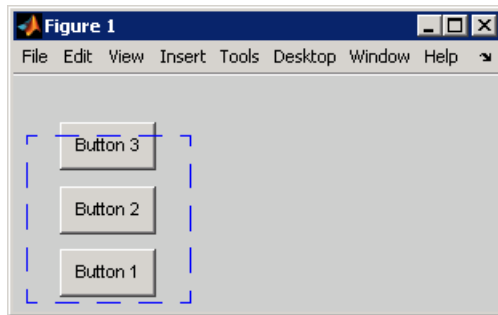 Figure 1
File Edit View Insert Tools Desktop Window Help
Button 3
Button 2
Button 1